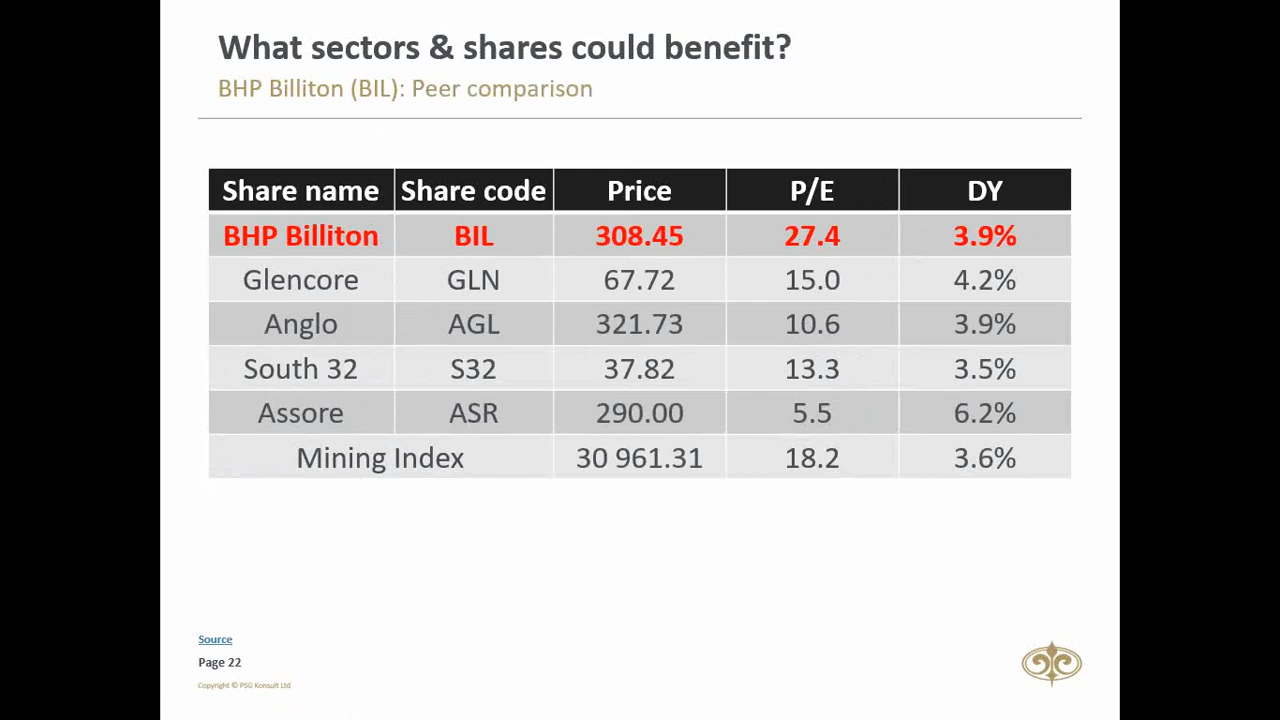 What sectors & shares could benefit?
BHP Billiton (BIL): Peer comparison
Share name Share code Price P/E DY
BHP Billiton BIL 308.45 27.4 3.9%
Glencore GLN 67.72 15.0 4.2%
Anglo AGL 321.73 10.6 3.9%
South 32 S32 37.82 13.3 3.5%
Assore ASR 290.00 5.5 6.2%
Mining Index 30 961.31 18.2 3.6%
Source
Page 22
Copyright © PSG Konsult Ltd